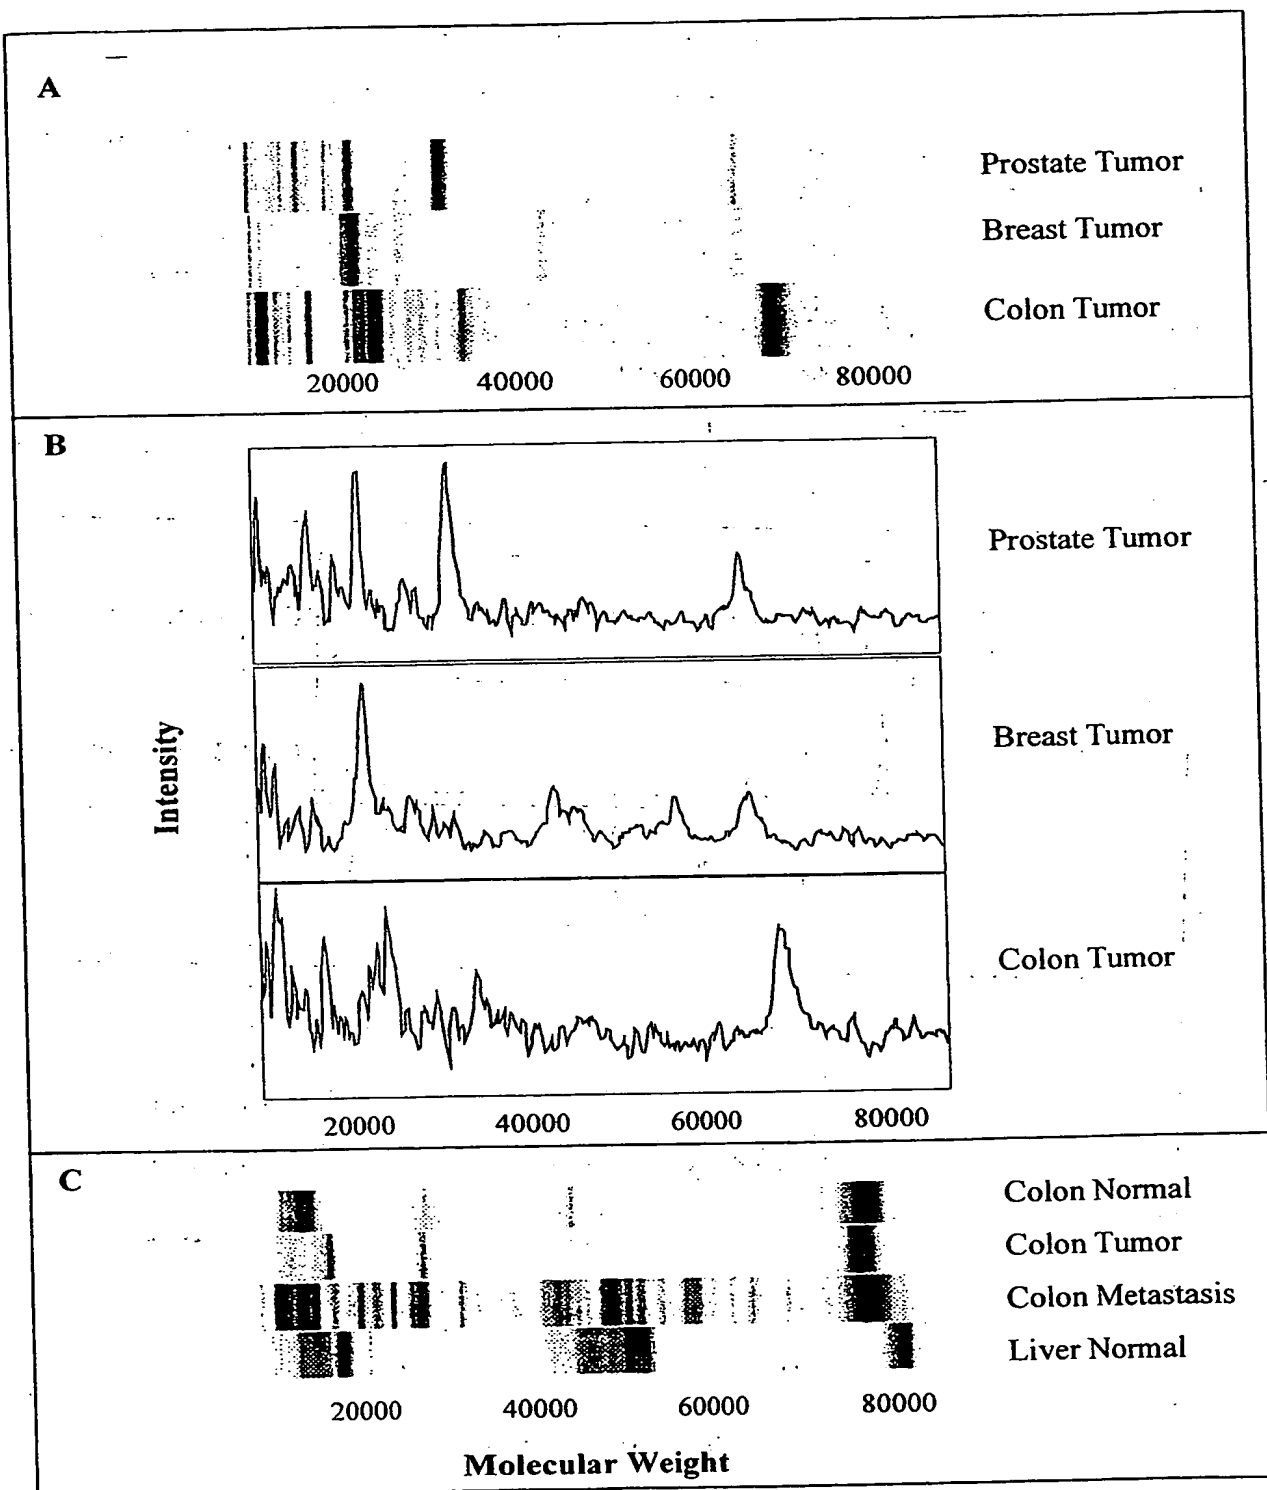 A
Prostate Tumor
Breast Tumor
Colon Tumor
20000 40000 60000 80000
B
Prostate Tumor
Breast Tumor
Intensity
Colon Tumor
20000 40000 60000 80000
C
Colon Normal
Colon Tumor
Colon Metastasis
Liver Normal
20000 40000 60000 80000
Molecular Weight